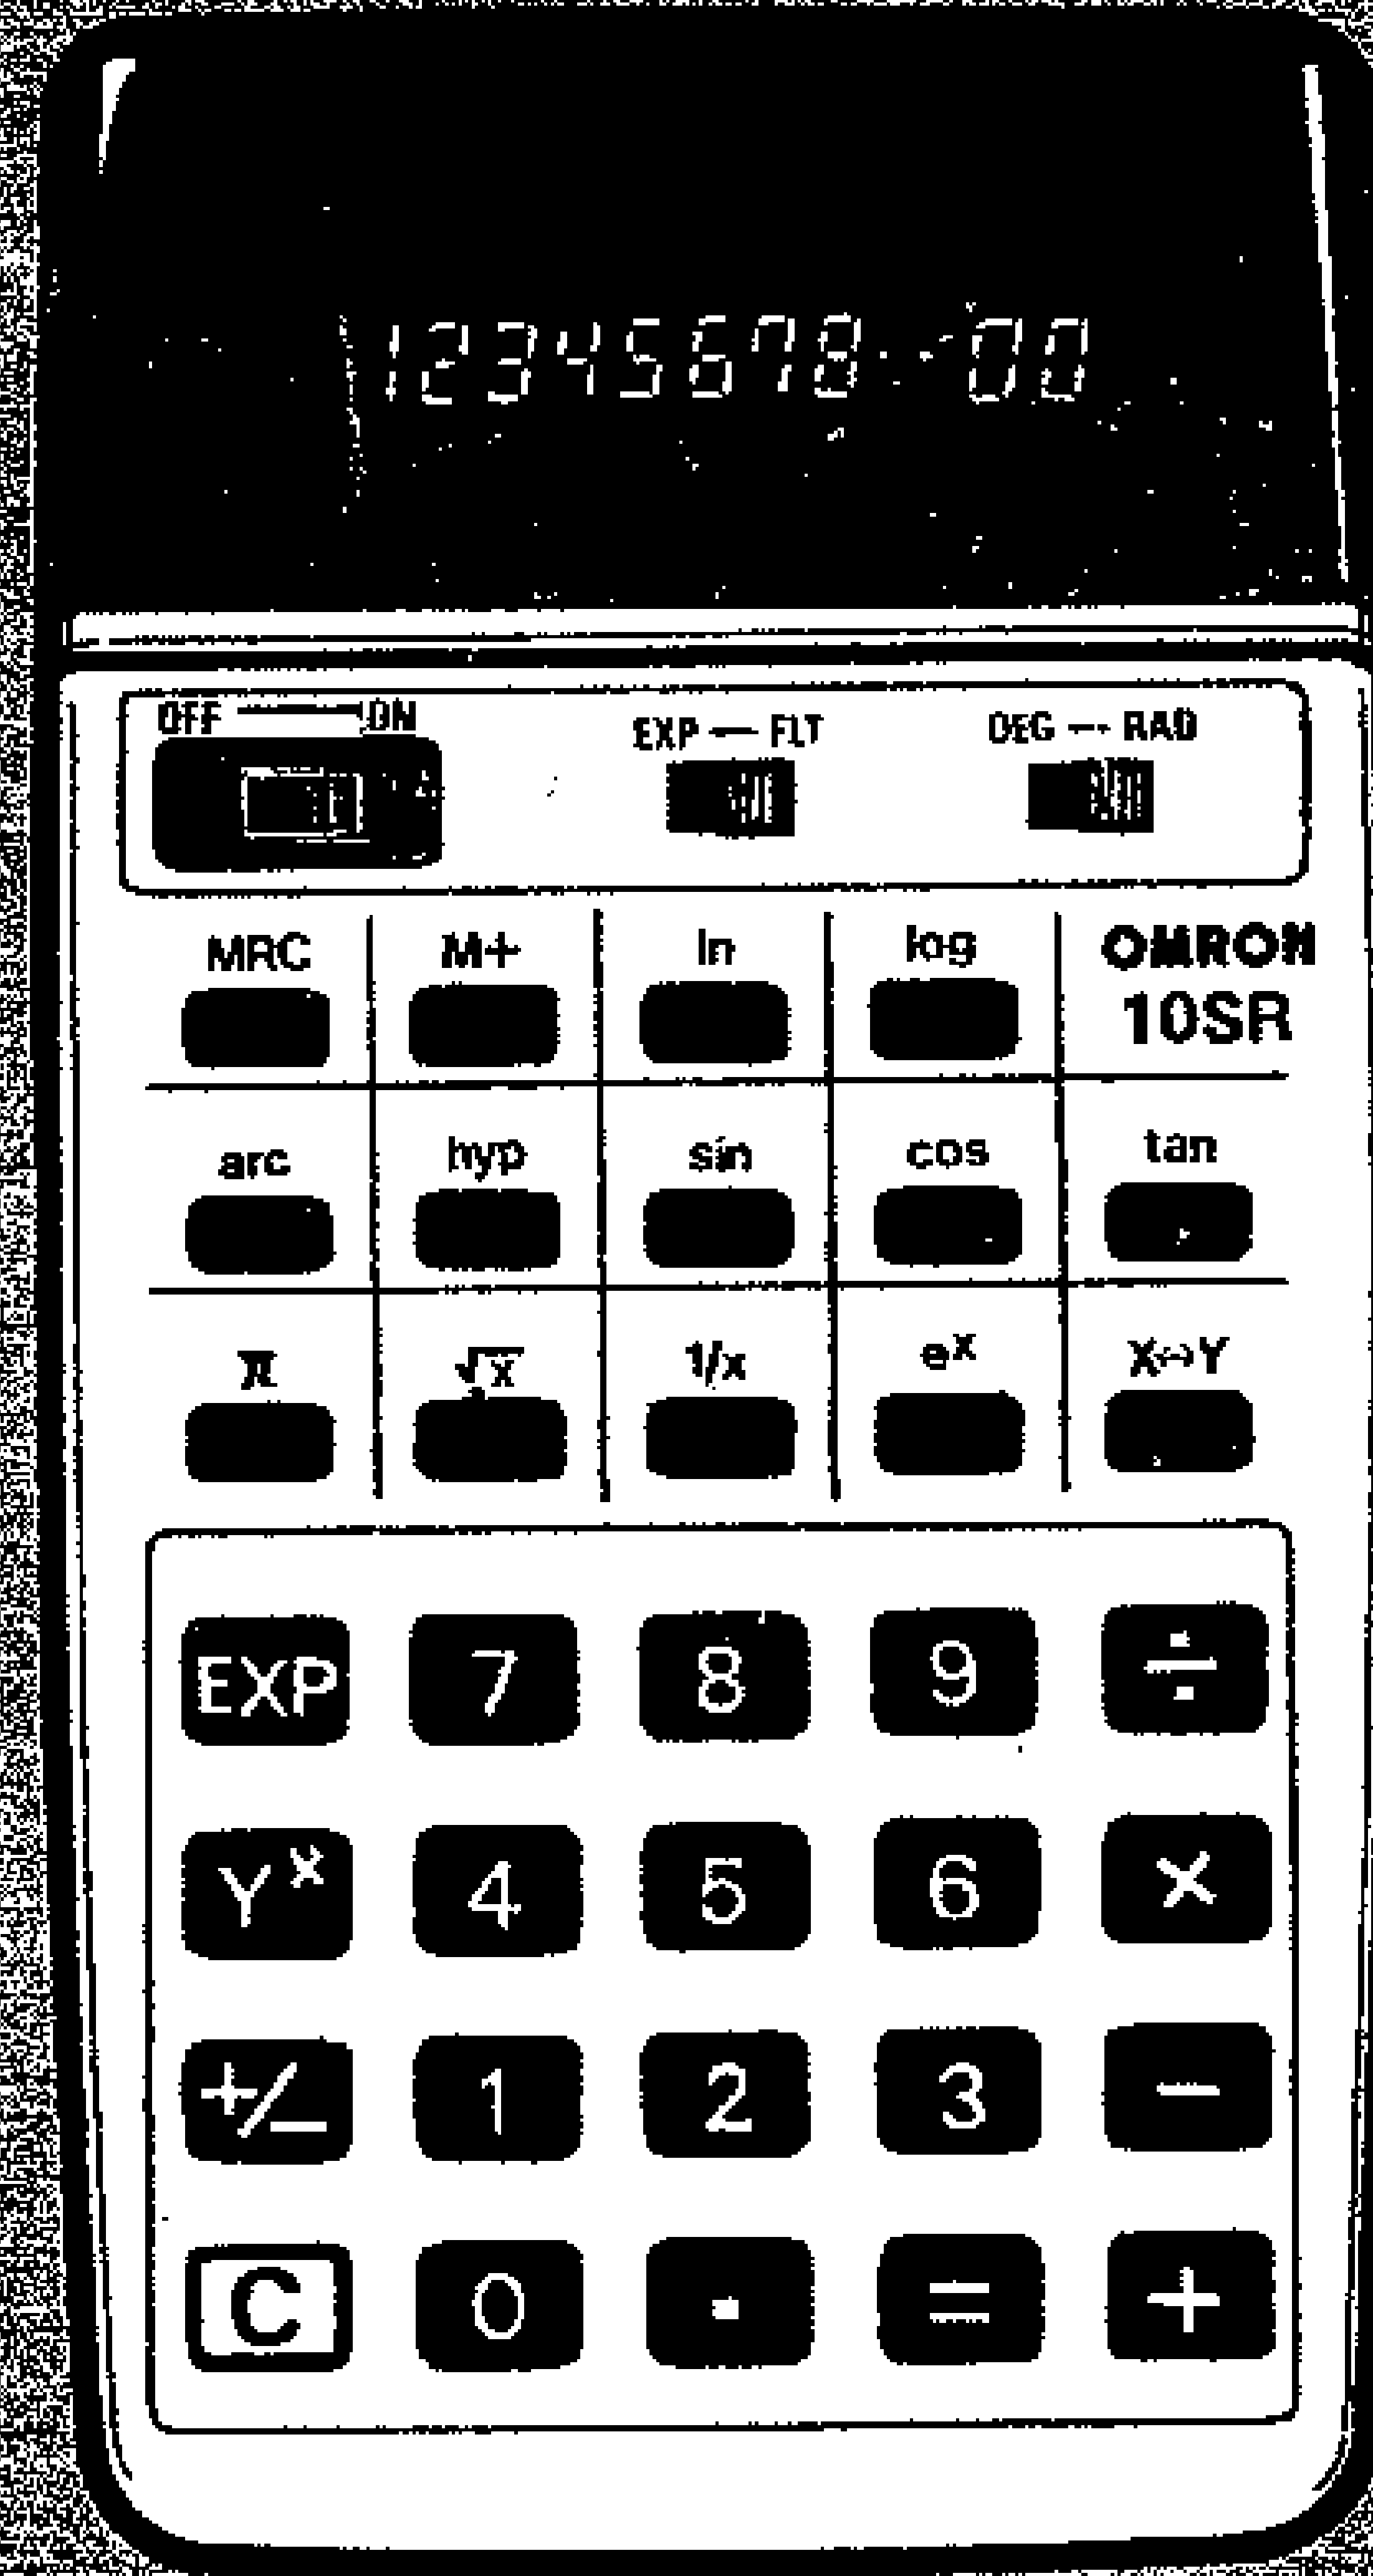 12345678 00
OFF ON EXP — FLT DEG -- RAD
MRC M+ ln log OMRON
10SR
arc hyp sin cos tan
π √x 1/x eˣ X↔Y
EXP 7 8 9 ÷
Yˣ 4 5 6 ×
+/− 1 2 3 −
C 0 . = +